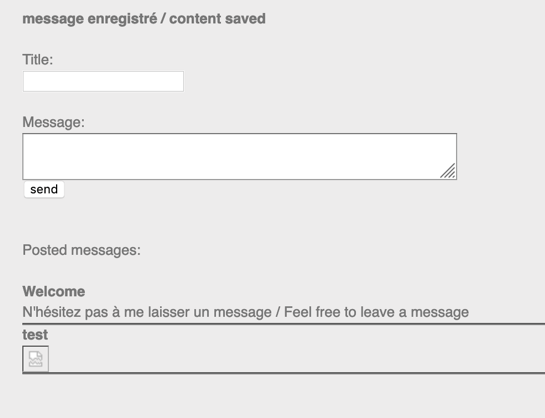 message enregistré / content saved
Title:
Message:
send
Posted messages:
Welcome
N'hésitez pas à me laisser un message / Feel free to leave a message
test